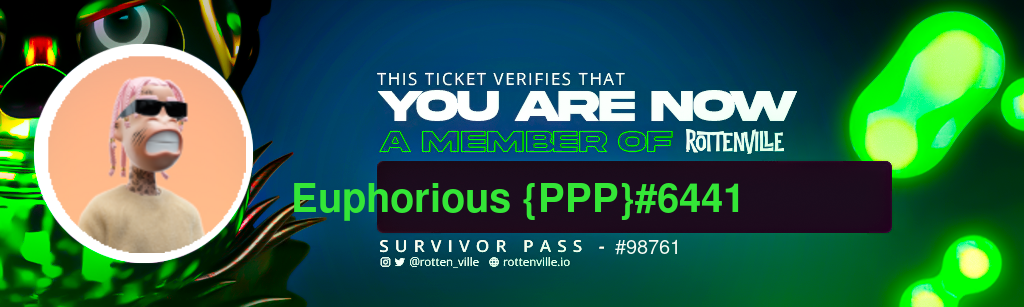 THIS TICKET VERIFIES THAT
YOU ARE NOW
A MEMBER OF ROTTENVILLE
Euphorious {PPP}#6441
SURVIVOR PASS - #98761
@rotten_ville rottenville.io